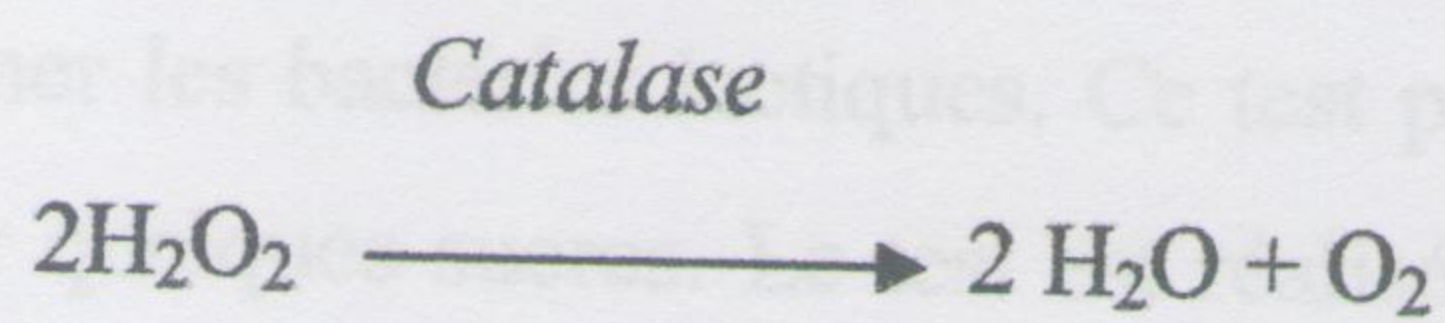 Catalase
2H₂O₂ → 2 H₂O + O₂